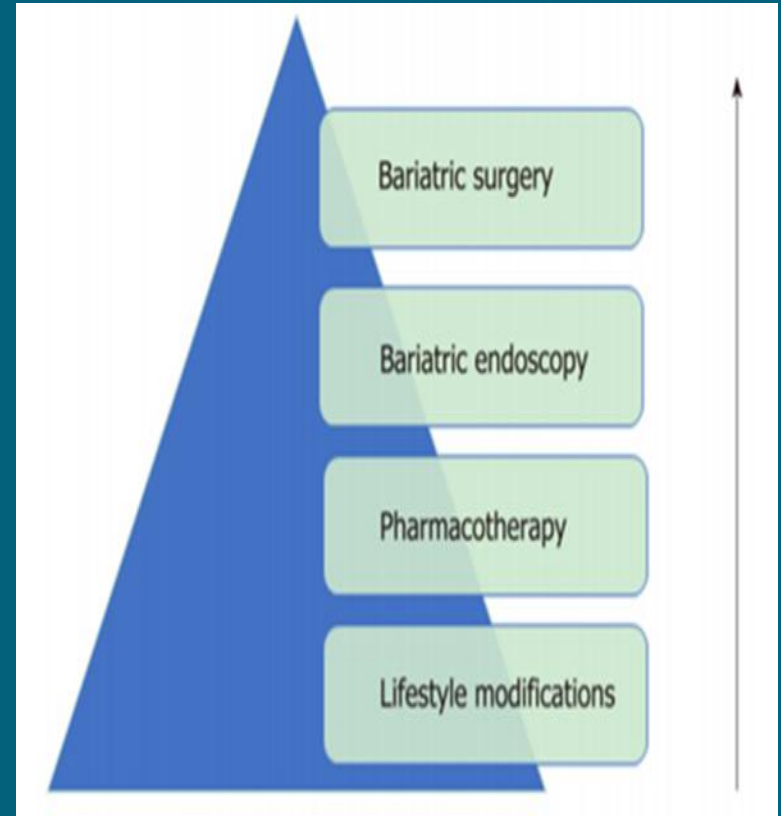 Bariatric surgery
Bariatric endoscopy
Pharmacotherapy
Lifestyle modifications